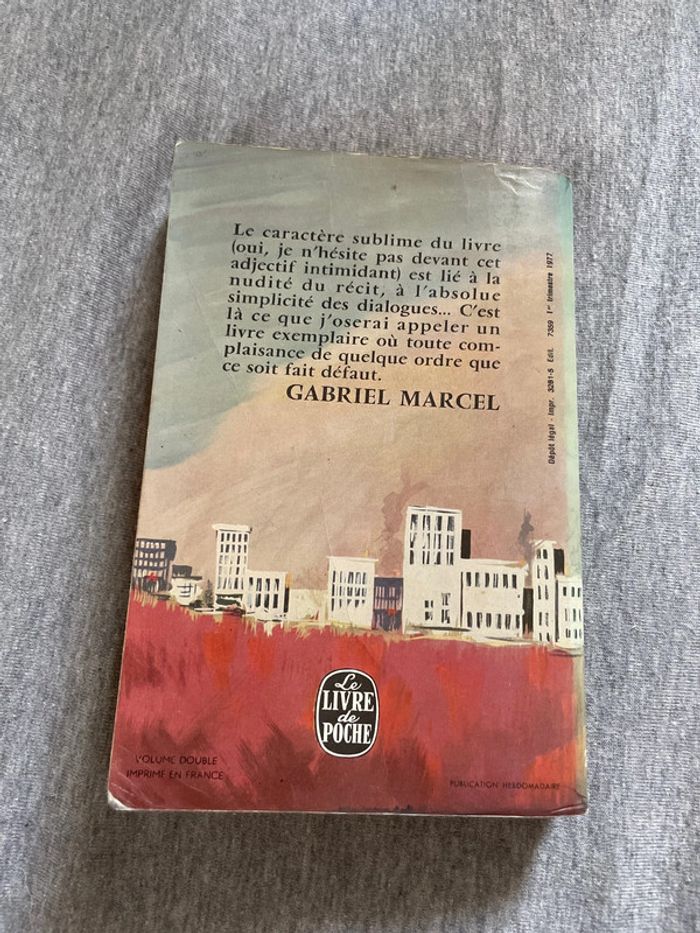 Le caractère sublime du livre
(oui, je n'hésite pas devant cet
adjectif intimidant) est lié à la
nudité du récit, à l'absolue
simplicité des dialogues... C'est
là ce que j'oserai appeler un
livre exemplaire où toute com-
plaisance de quelque ordre que
ce soit fait défaut.
GABRIEL MARCEL
Dépôt légal - Impr. 3281-5 Edit. 7359 1er trimestre 1977
Le
LIVRE
de
POCHE
VOLUME DOUBLE
IMPRIMÉ EN FRANCE
PUBLICATION HEBDOMADAIRE